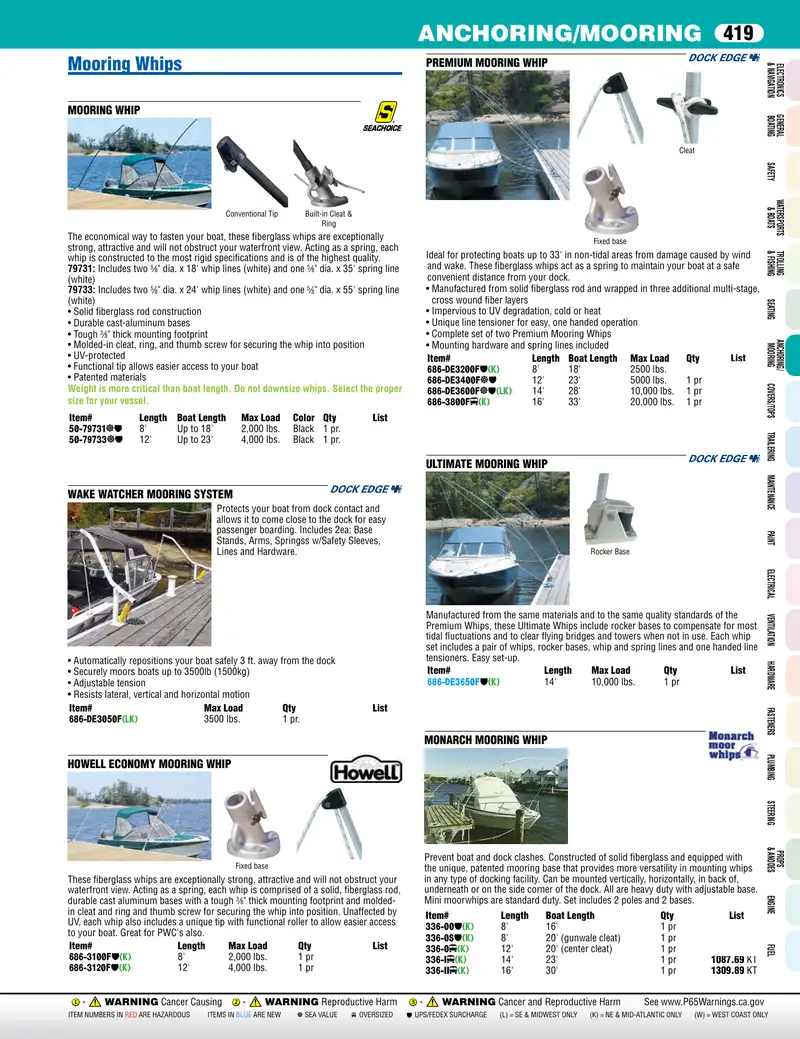 ANCHORING/MOORING 419
Mooring Whips
MOORING WHIP
SEACHOICE
Conventional Tip
Built-in Cleat &
Ring
The economical way to fasten your boat, these fiberglass whips are exceptionally
strong, attractive and will not obstruct your waterfront view. Acting as a spring, each
whip is constructed to the most rigid specifications and is of the highest quality.
79731: Includes two ⅝" dia. x 18' whip lines (white) and one ⅝" dia. x 35' spring line
(white)
79733: Includes two ⅝" dia. x 24' whip lines (white) and one ⅝" dia. x 55' spring line
(white)
• Solid fiberglass rod construction
• Durable cast-aluminum bases
• Tough ⅜" thick mounting footprint
• Molded-in cleat, ring, and thumb screw for securing the whip into position
• UV-protected
• Functional tip allows easier access to your boat
• Patented materials
Weight is more critical than boat length. Do not downsize whips. Select the proper
size for your vessel.
Item# Length Boat Length Max Load Color Qty List
50-79731 8' Up to 18' 2,000 lbs. Black 1 pr.
50-79733 12' Up to 23' 4,000 lbs. Black 1 pr.
WAKE WATCHER MOORING SYSTEM
DOCK EDGE
Protects your boat from dock contact and
allows it to come close to the dock for easy
passenger boarding. Includes 2ea: Base
Stands, Arms, Springss w/Safety Sleeves,
Lines and Hardware.
• Automatically repositions your boat safely 3 ft. away from the dock
• Securely moors boats up to 3500lb (1500kg)
• Adjustable tension
• Resists lateral, vertical and horizontal motion
Item# Max Load Qty List
686-DE3050F(LK) 3500 lbs. 1 pr.
HOWELL ECONOMY MOORING WHIP
Howell
Fixed base
These fiberglass whips are exceptionally strong, attractive and will not obstruct your
waterfront view. Acting as a spring, each whip is comprised of a solid, fiberglass rod,
durable cast aluminum bases with a tough ⅜" thick mounting footprint and molded-
in cleat and ring and thumb screw for securing the whip into position. Unaffected by
UV, each whip also includes a unique tip with functional roller to allow easier access
to your boat. Great for PWC's also.
Item# Length Max Load Qty List
686-3100F(K) 8' 2,000 lbs. 1 pr
686-3120F(K) 12' 4,000 lbs. 1 pr
PREMIUM MOORING WHIP
DOCK EDGE
Cleat
Fixed base
Ideal for protecting boats up to 33' in non-tidal areas from damage caused by wind
and wake. These fiberglass whips act as a spring to maintain your boat at a safe
convenient distance from your dock.
• Manufactured from solid fiberglass rod and wrapped in three additional multi-stage,
cross wound fiber layers
• Impervious to UV degradation, cold or heat
• Unique line tensioner for easy, one handed operation
• Complete set of two Premium Mooring Whips
• Mounting hardware and spring lines included
Item# Length Boat Length Max Load Qty List
686-DE3200F(K) 8' 18' 2500 lbs.
686-DE3400F 12' 23' 5000 lbs. 1 pr
686-DE3600F(LK) 14' 28' 10,000 lbs. 1 pr
686-3800F(K) 16' 33' 20,000 lbs. 1 pr
ULTIMATE MOORING WHIP
DOCK EDGE
Rocker Base
Manufactured from the same materials and to the same quality standards of the
Premium Whips, these Ultimate Whips include rocker bases to compensate for most
tidal fluctuations and to clear flying bridges and towers when not in use. Each whip
set includes a pair of whips, rocker bases, whip and spring lines and one handed line
tensioners. Easy set-up.
Item# Length Max Load Qty List
686-DE3650F(K) 14' 10,000 lbs. 1 pr
MONARCH MOORING WHIP
Monarch
moor
whips
Prevent boat and dock clashes. Constructed of solid fiberglass and equipped with
the unique, patented mooring base that provides more versatility in mounting whips
in any type of docking facility. Can be mounted vertically, horizontally, in back of,
underneath or on the side corner of the dock. All are heavy duty with adjustable base.
Mini moorwhips are standard duty. Set includes 2 poles and 2 bases.
Item# Length Boat Length Qty List
336-00(K) 8' 16' 1 pr
336-0S(K) 8' 20' (gunwale cleat) 1 pr
336-0(K) 12' 20' (center cleat) 1 pr
336-I(K) 14' 23' 1 pr 1087.69 KT
336-II(K) 16' 30' 1 pr 1309.89 KT
ELECTRONICS
& NAVIGATION
GENERAL
BOATING
SAFETY
WATERSPORTS
& BOATS
TROLLING
& FISHING
SEATING
ANCHORING/
MOORING
COVERS/TOPS
TRAILERING
MAINTENANCE
PAINT
ELECTRICAL
VENTILATION
HARDWARE
FASTENERS
PLUMBING
STEERING
PROPS
& ANODES
ENGINE
FUEL
1 - WARNING Cancer Causing 2 - WARNING Reproductive Harm 3 - WARNING Cancer and Reproductive Harm See www.P65Warnings.ca.gov
ITEM NUMBERS IN RED ARE HAZARDOUS ITEMS IN BLUE ARE NEW SEA VALUE OVERSIZED UPS/FEDEX SURCHARGE (L) = SE & MIDWEST ONLY (K) = NE & MID-ATLANTIC ONLY (W) = WEST COAST ONLY